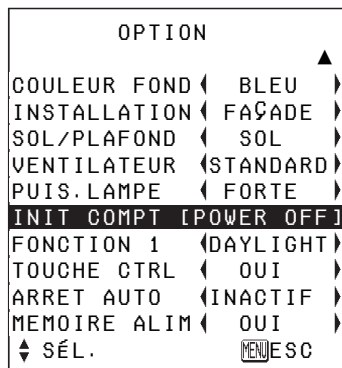 OPTION
▲
COULEUR FOND BLEU
INSTALLATION FAÇADE
SOL/PLAFOND SOL
VENTILATEUR STANDARD
PUIS.LAMPE FORTE
INIT COMPT [POWER OFF]
FONCTION 1 DAYLIGHT
TOUCHE CTRL OUI
ARRET AUTO INACTIF
MEMOIRE ALIM OUI
SÉL. MENU ESC